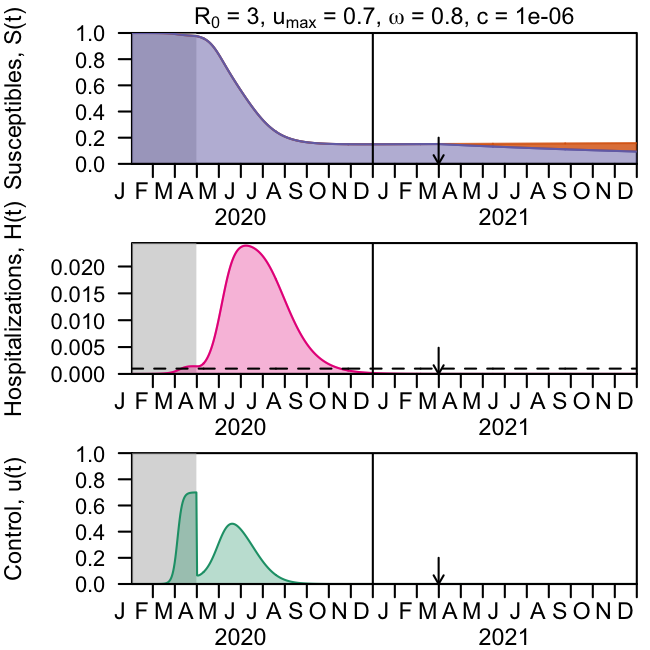 R₀ = 3, uₘₐₓ = 0.7, ω = 0.8, c = 1e-06
Susceptibles, S(t)
1.0
0.8
0.6
0.4
0.2
0.0
J F M A M J J A S O N D J F M A M J J A S O N D
2020 2021
Hospitalizations, H(t)
0.020
0.015
0.010
0.005
0.000
J F M A M J J A S O N D J F M A M J J A S O N D
2020 2021
Control, u(t)
1.0
0.8
0.6
0.4
0.2
0.0
J F M A M J J A S O N D J F M A M J J A S O N D
2020 2021